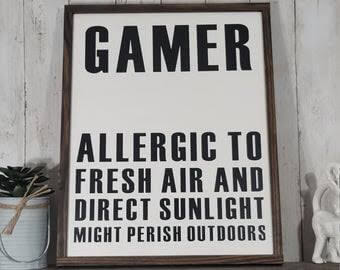 GAMER
ALLERGIC TO
FRESH AIR AND
DIRECT SUNLIGHT
MIGHT PERISH OUTDOORS